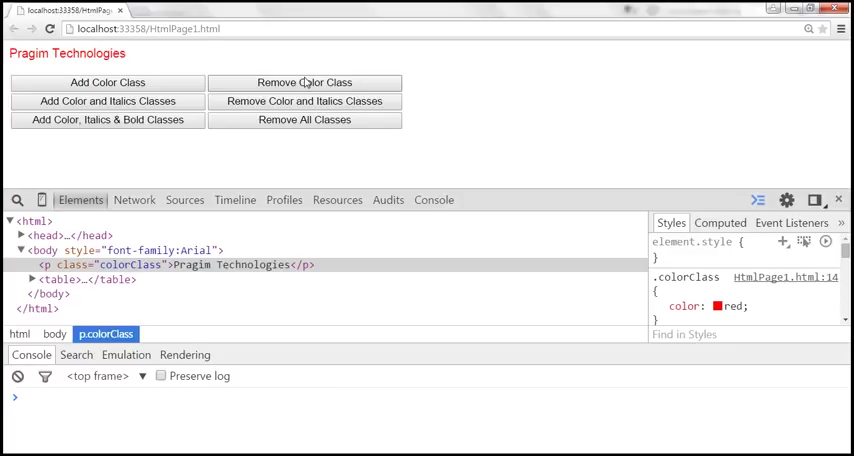 localhost:33358/HtmlPag
localhost:33358/HtmlPage1.html
Pragim Technologies
Add Color Class Remove Color Class
Add Color and Italics Classes Remove Color and Italics Classes
Add Color, Italics & Bold Classes Remove All Classes
Elements Network Sources Timeline Profiles Resources Audits Console
<html>
<head>…</head>
<body style="font-family:Arial">
<p class="colorClass">Pragim Technologies</p>
<table>…</table>
</body>
</html>
html body p.colorClass
Styles Computed Event Listeners »
element.style {
}
.colorClass HtmlPage1.html:14
{
color: red;
}
Find in Styles
Console Search Emulation Rendering
<top frame> Preserve log